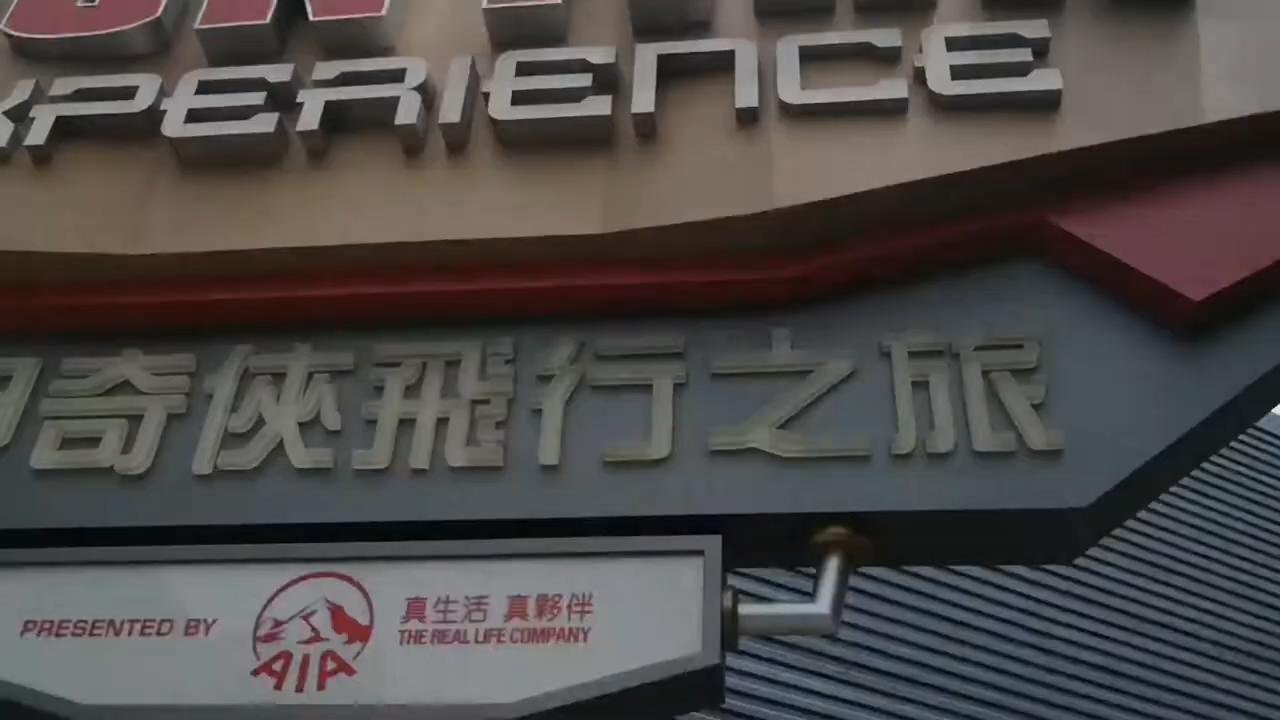 XPERIENCE
奇俠飛行之旅
PRESENTED BY
AIA
真生活 真夥伴
THE REAL LIFE COMPANY